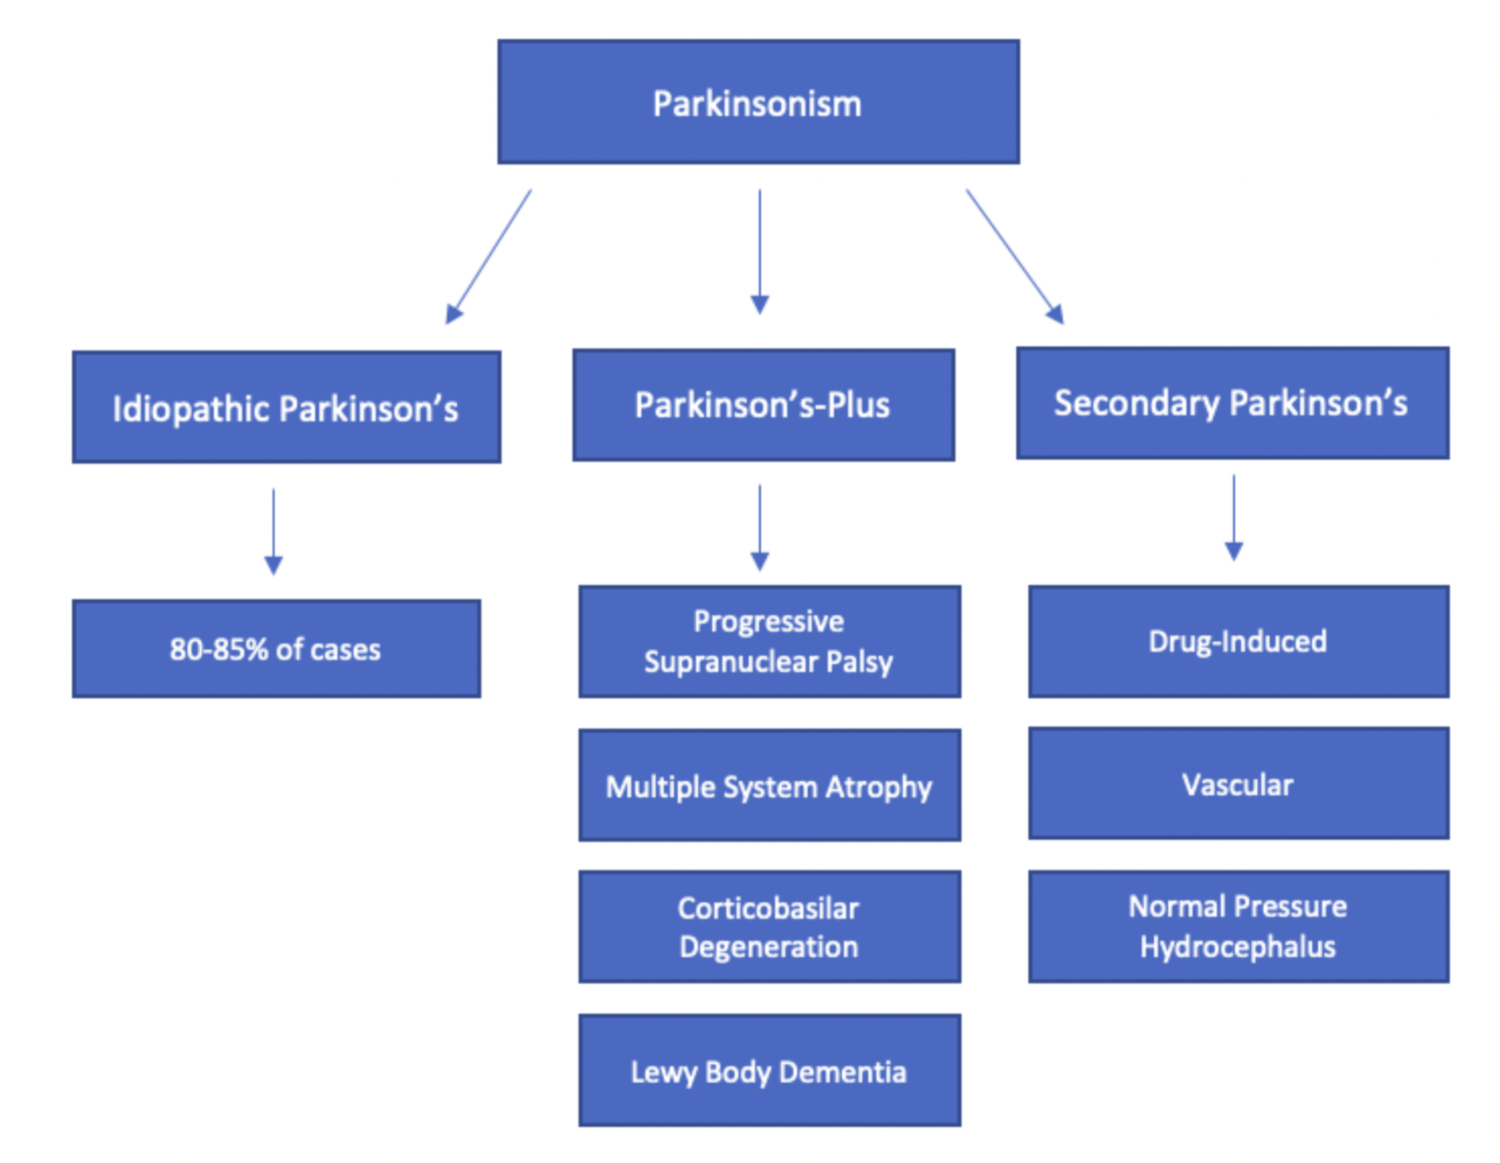 Parkinsonism
Idiopathic Parkinson’s
Parkinson’s-Plus
Secondary Parkinson’s
80-85% of cases
Progressive
Supranuclear Palsy
Multiple System Atrophy
Corticobasilar
Degeneration
Lewy Body Dementia
Drug-Induced
Vascular
Normal Pressure
Hydrocephalus